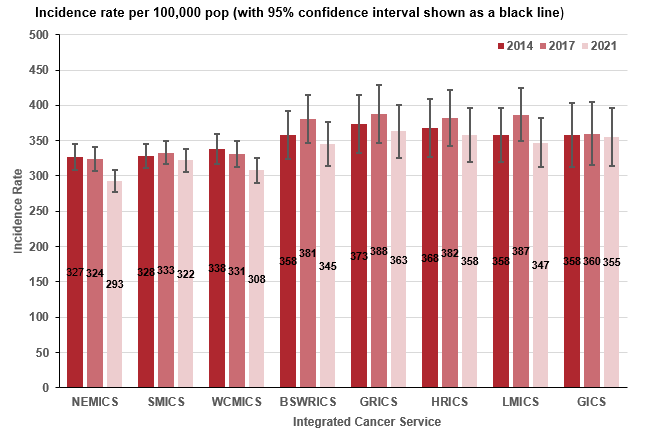 Incidence rate per 100,000 pop (with 95% confidence interval shown as a black line)
2014 2017 2021
500
450
400
350
300
250
200
150
100
50
0
Incidence Rate
327 324 293 328 333 322 338 331 308 358 381 345 373 388 363 368 382 358 358 387 347 358 360 355
NEMICS SMICS WCMICS BSWRICS GRICS HRICS LMICS GICS
Integrated Cancer Service